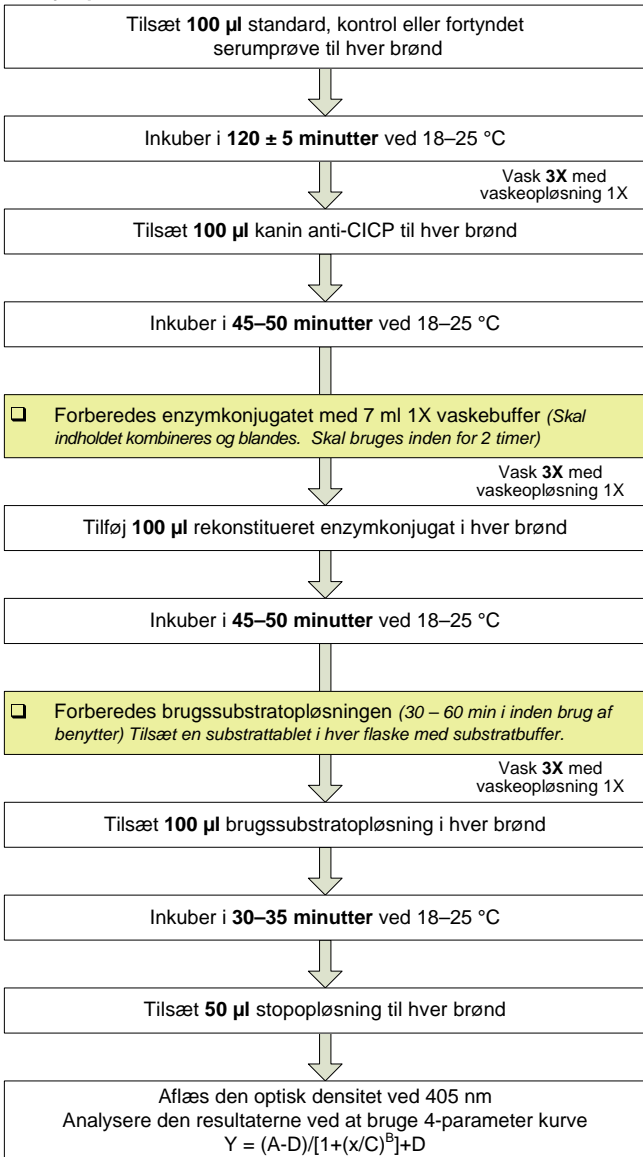 Tilsæt 100 µl standard, kontrol eller fortyndet
serumprøve til hver brønd
Inkuber i 120 ± 5 minutter ved 18–25 °C
Vask 3X med
vaskeopløsning 1X
Tilsæt 100 µl kanin anti-CICP til hver brønd
Inkuber i 45–50 minutter ved 18–25 °C
❑ Forberedes enzymkonjugatet med 7 ml 1X vaskebuffer (Skal
indholdet kombineres og blandes. Skal bruges inden for 2 timer)
Vask 3X med
vaskeopløsning 1X
Tilføj 100 µl rekonstitueret enzymkonjugat i hver brønd
Inkuber i 45–50 minutter ved 18–25 °C
❑ Forberedes brugssubstratopløsningen (30 – 60 min i inden brug af
benytter) Tilsæt en substrattablet i hver flaske med substratbuffer.
Vask 3X med
vaskeopløsning 1X
Tilsæt 100 µl brugssubstratopløsning i hver brønd
Inkuber i 30–35 minutter ved 18–25 °C
Tilsæt 50 µl stopopløsning til hver brønd
Aflæs den optisk densitet ved 405 nm
Analysere den resultaterne ved at bruge 4-parameter kurve
Y = (A-D)/[1+(x/C)^B]+D